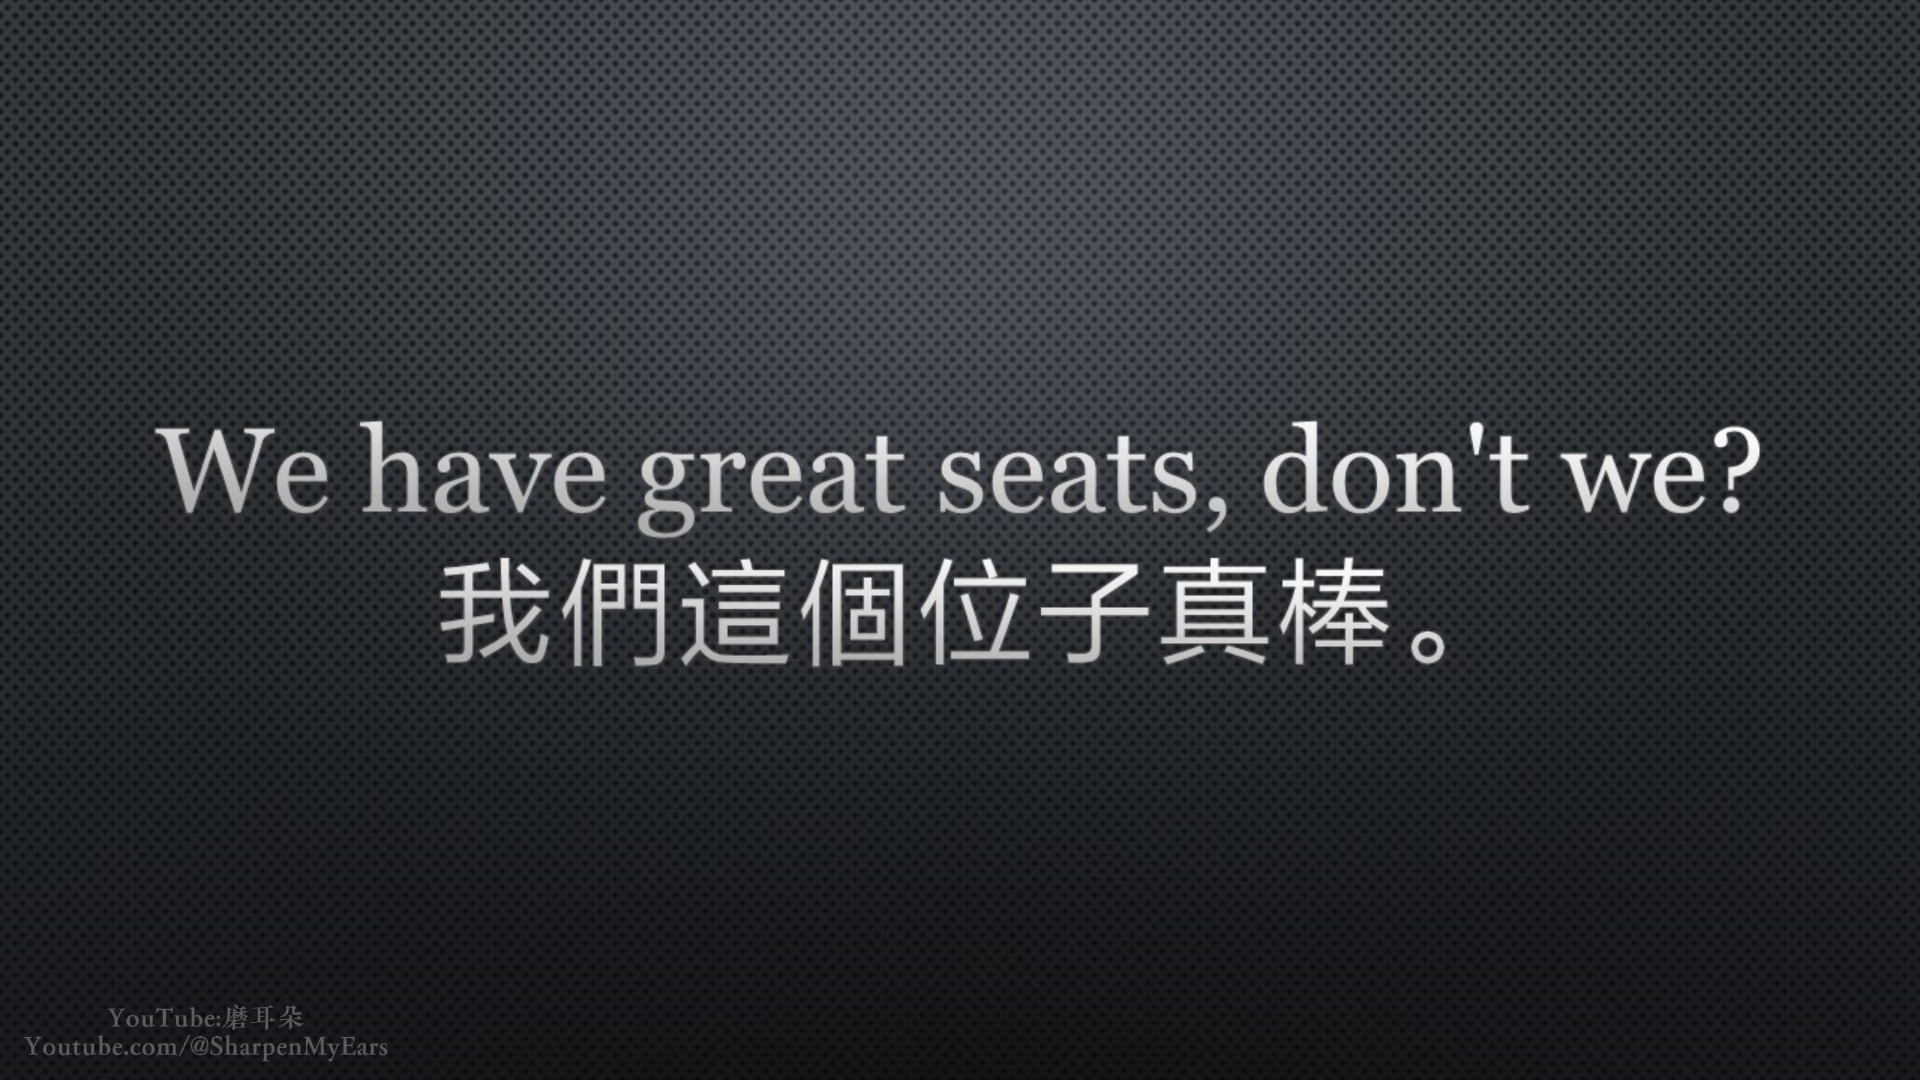 We have great seats, don't we?
我們這個位子真棒。
YouTube:磨耳朵
Youtube.com/@SharpenMyEars